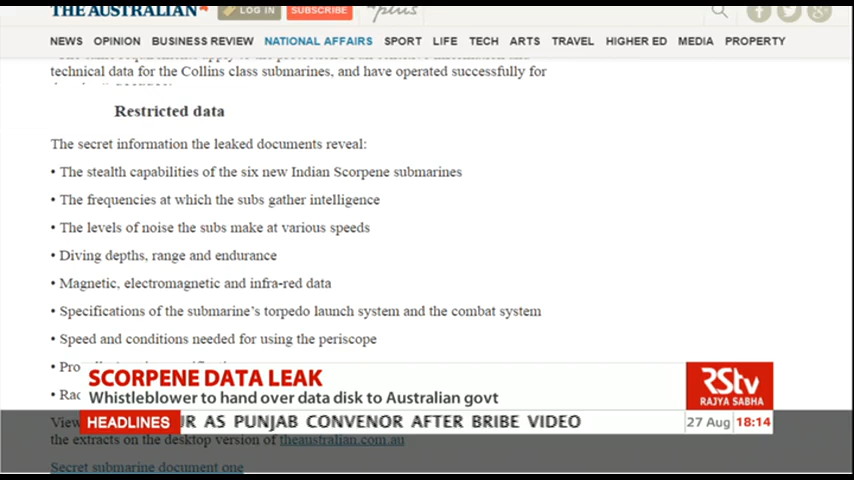 THE AUSTRALIAN
LOG IN
SUBSCRIBE
plus
NEWS OPINION BUSINESS REVIEW NATIONAL AFFAIRS SPORT LIFE TECH ARTS TRAVEL HIGHER ED MEDIA PROPERTY
technical data for the Collins class submarines, and have operated successfully for
Restricted data
The secret information the leaked documents reveal:
• The stealth capabilities of the six new Indian Scorpene submarines
• The frequencies at which the subs gather intelligence
• The levels of noise the subs make at various speeds
• Diving depths, range and endurance
• Magnetic, electromagnetic and infra-red data
• Specifications of the submarine's torpedo launch system and the combat system
• Speed and conditions needed for using the periscope
SCORPENE DATA LEAK
Whistleblower to hand over data disk to Australian govt
RStv
RAJYA SABHA
HEADLINES
UR AS PUNJAB CONVENOR AFTER BRIBE VIDEO
27 Aug 18:14
the extracts on the desktop version of theaustralian.com.au
Secret submarine document one